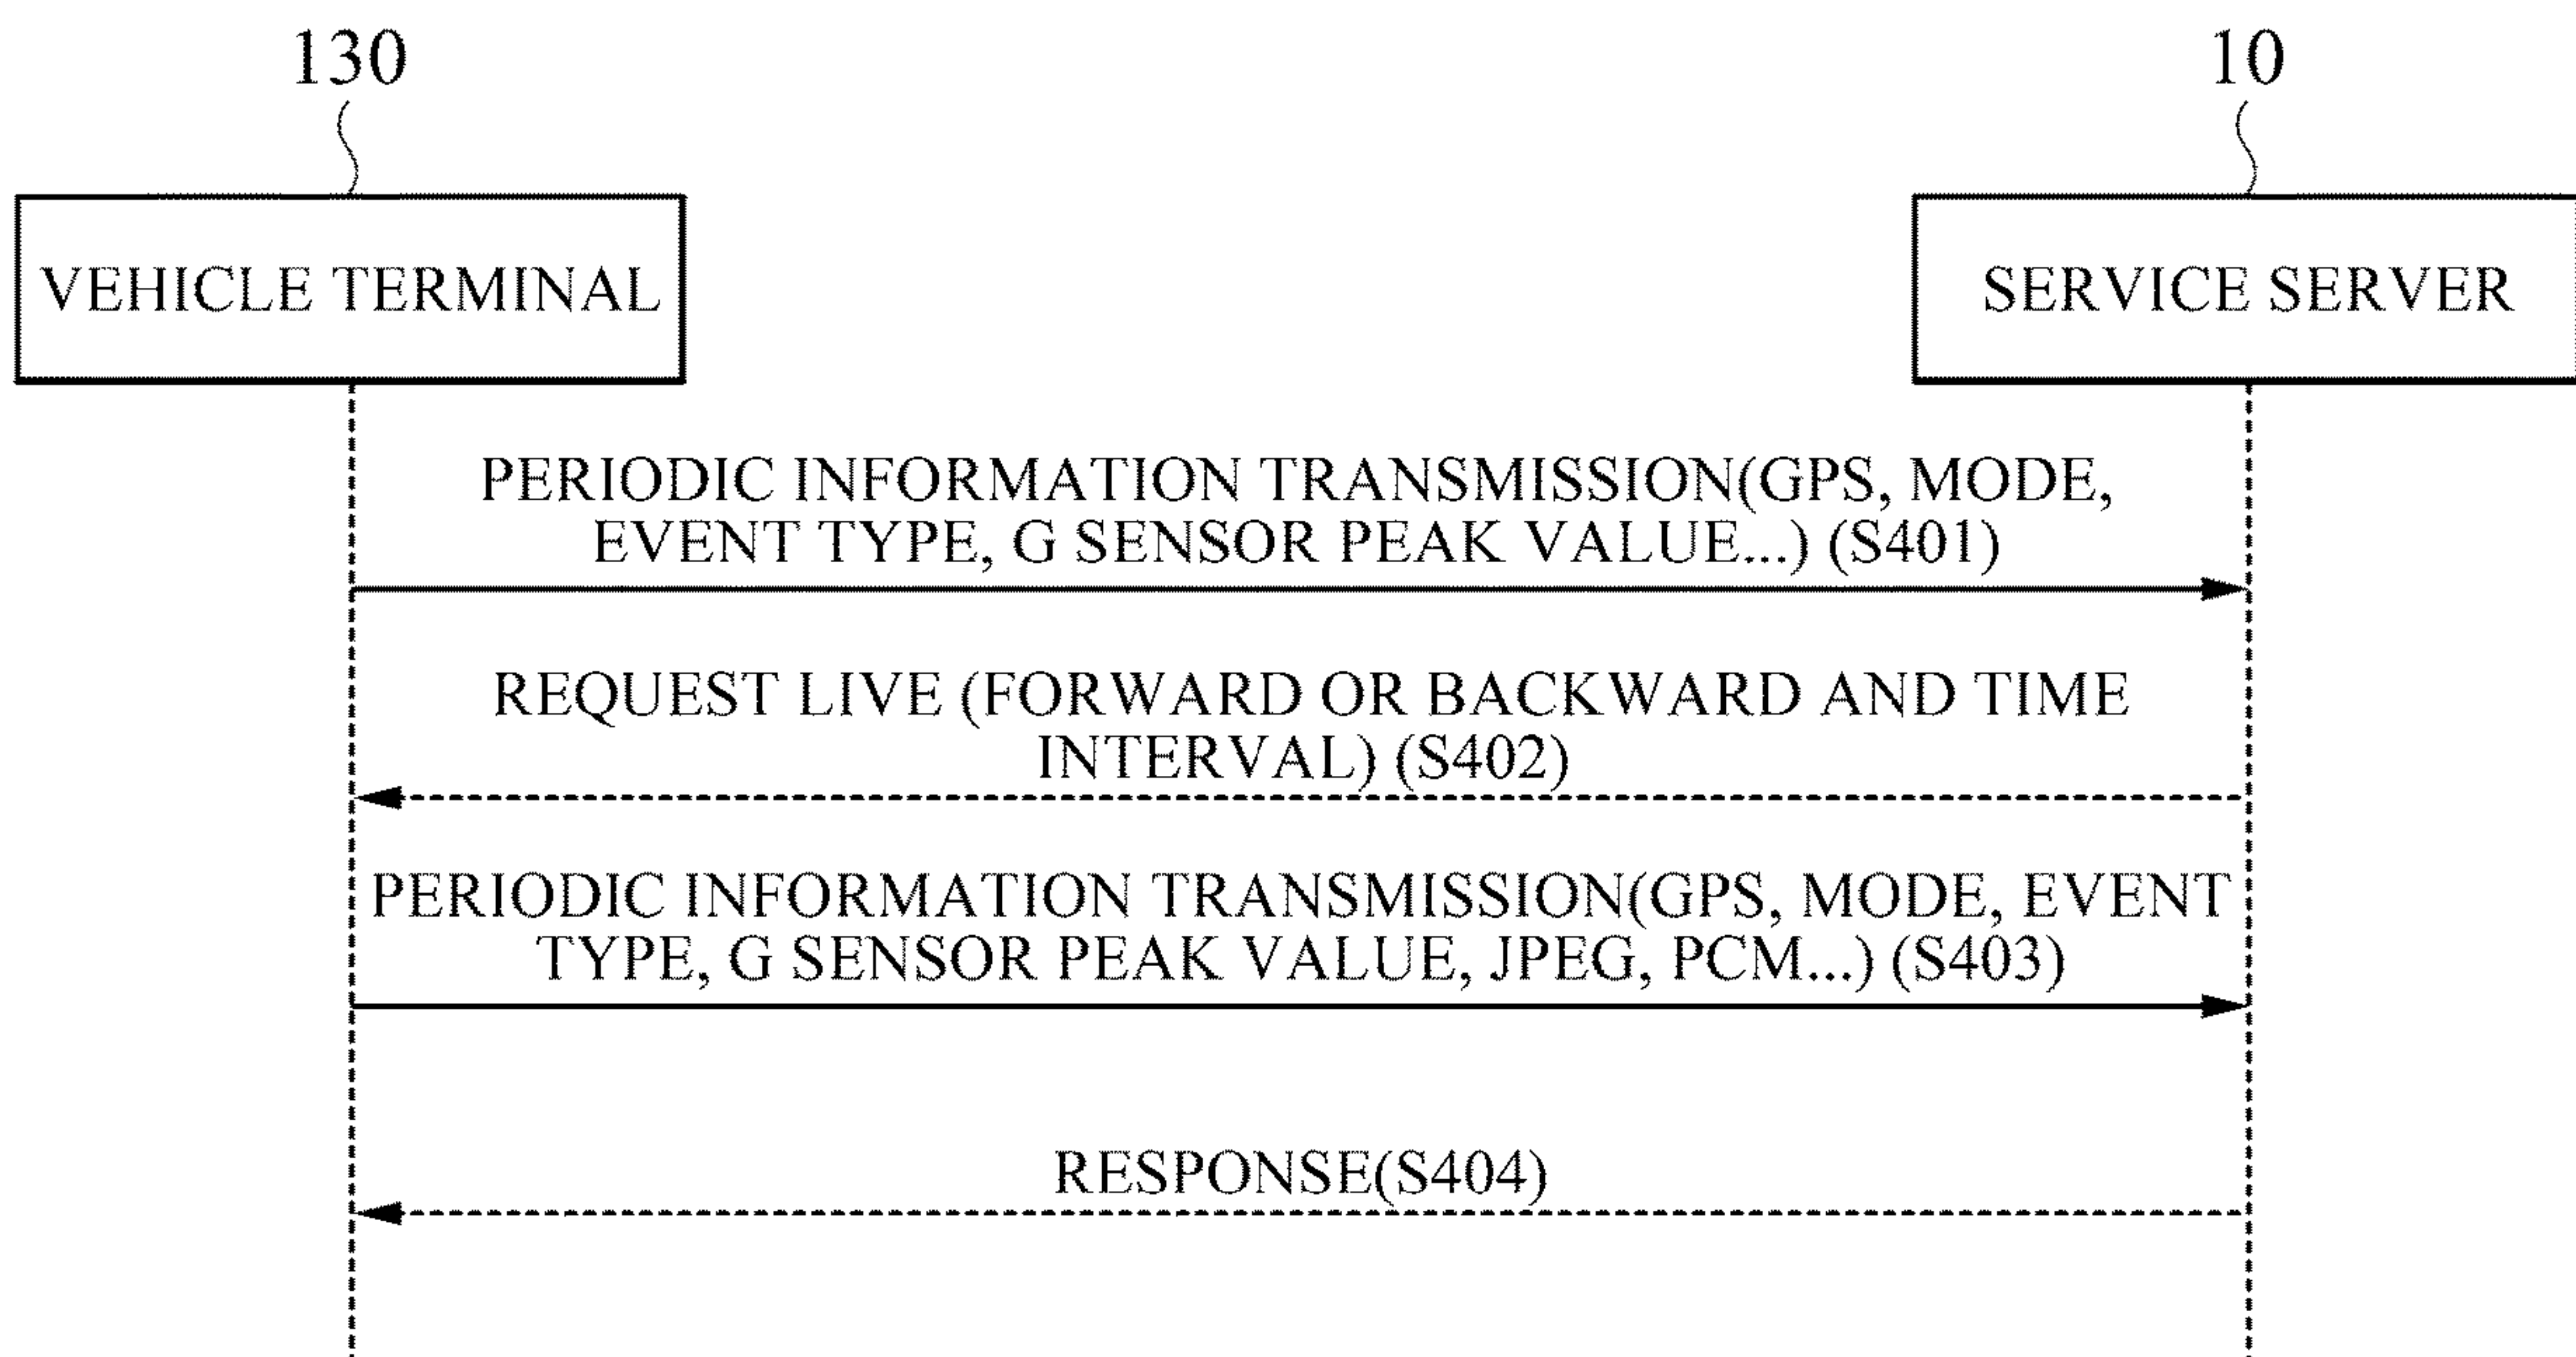 130
10
VEHICLE TERMINAL
SERVICE SERVER
PERIODIC INFORMATION TRANSMISSION(GPS, MODE,
EVENT TYPE, G SENSOR PEAK VALUE...) (S401)
REQUEST LIVE (FORWARD OR BACKWARD AND TIME
INTERVAL) (S402)
PERIODIC INFORMATION TRANSMISSION(GPS, MODE, EVENT
TYPE, G SENSOR PEAK VALUE, JPEG, PCM...) (S403)
RESPONSE(S404)